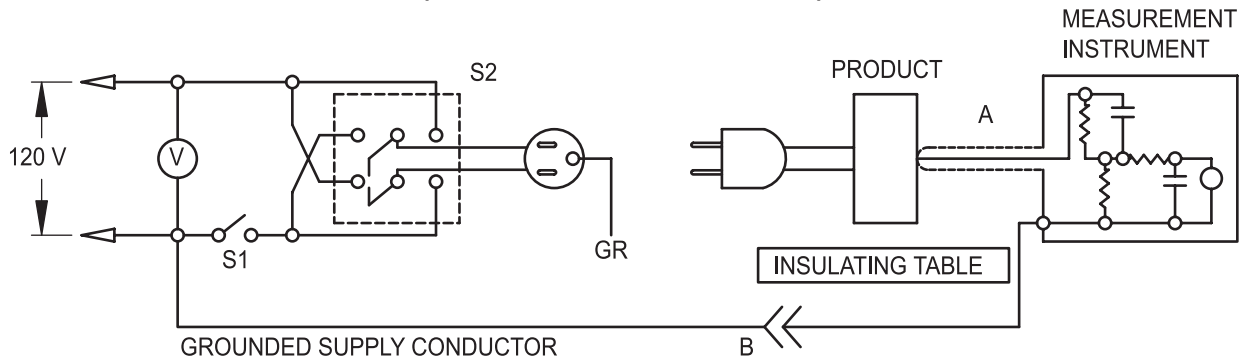 MEASUREMENT
INSTRUMENT
S2
PRODUCT
A
120 V
V
S1
GR
INSULATING TABLE
GROUNDED SUPPLY CONDUCTOR
B